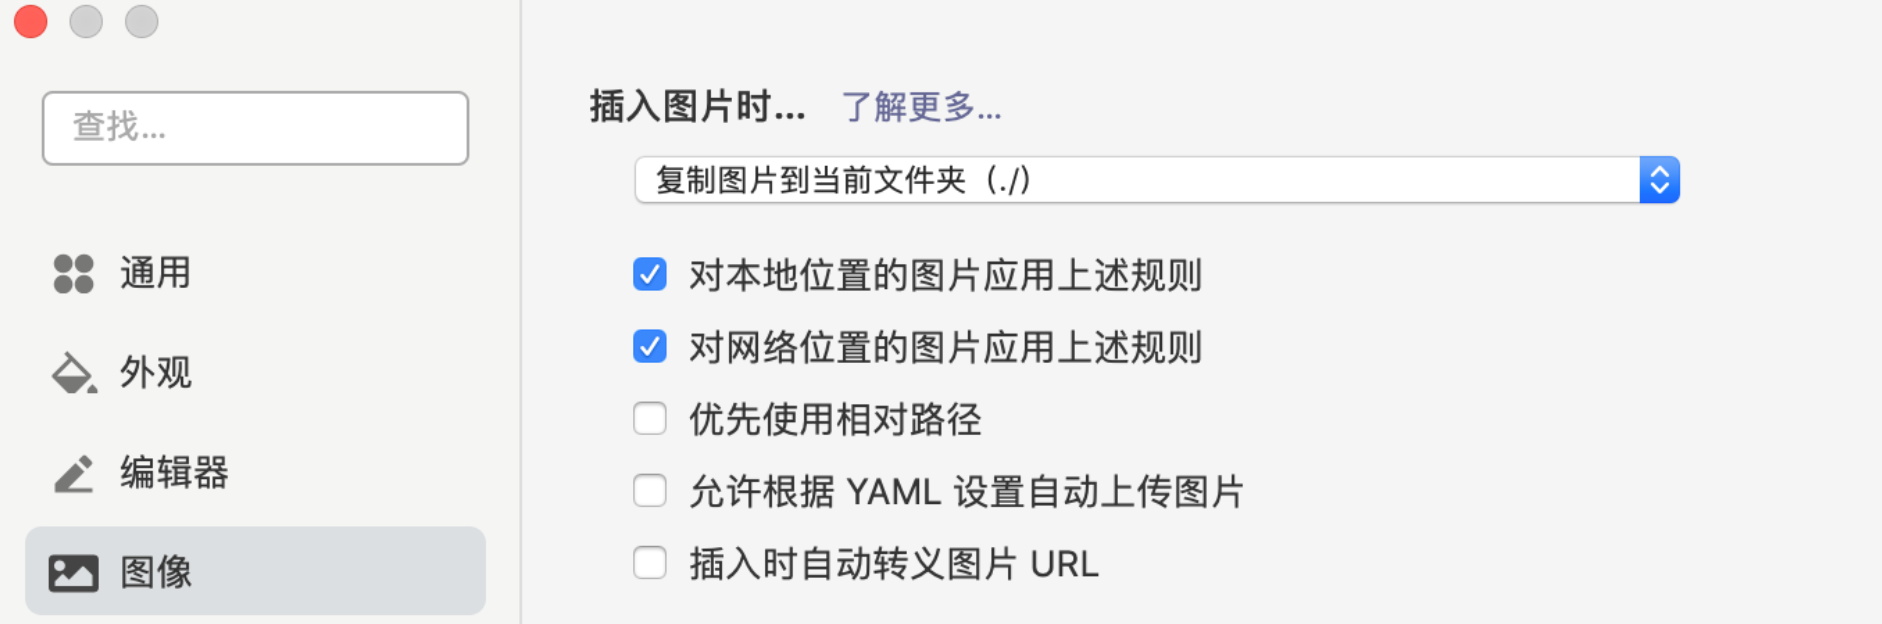 查找...
通用
外观
编辑器
图像
插入图片时... 了解更多...
复制图片到当前文件夹（./）
对本地位置的图片应用上述规则
对网络位置的图片应用上述规则
优先使用相对路径
允许根据 YAML 设置自动上传图片
插入时自动转义图片 URL